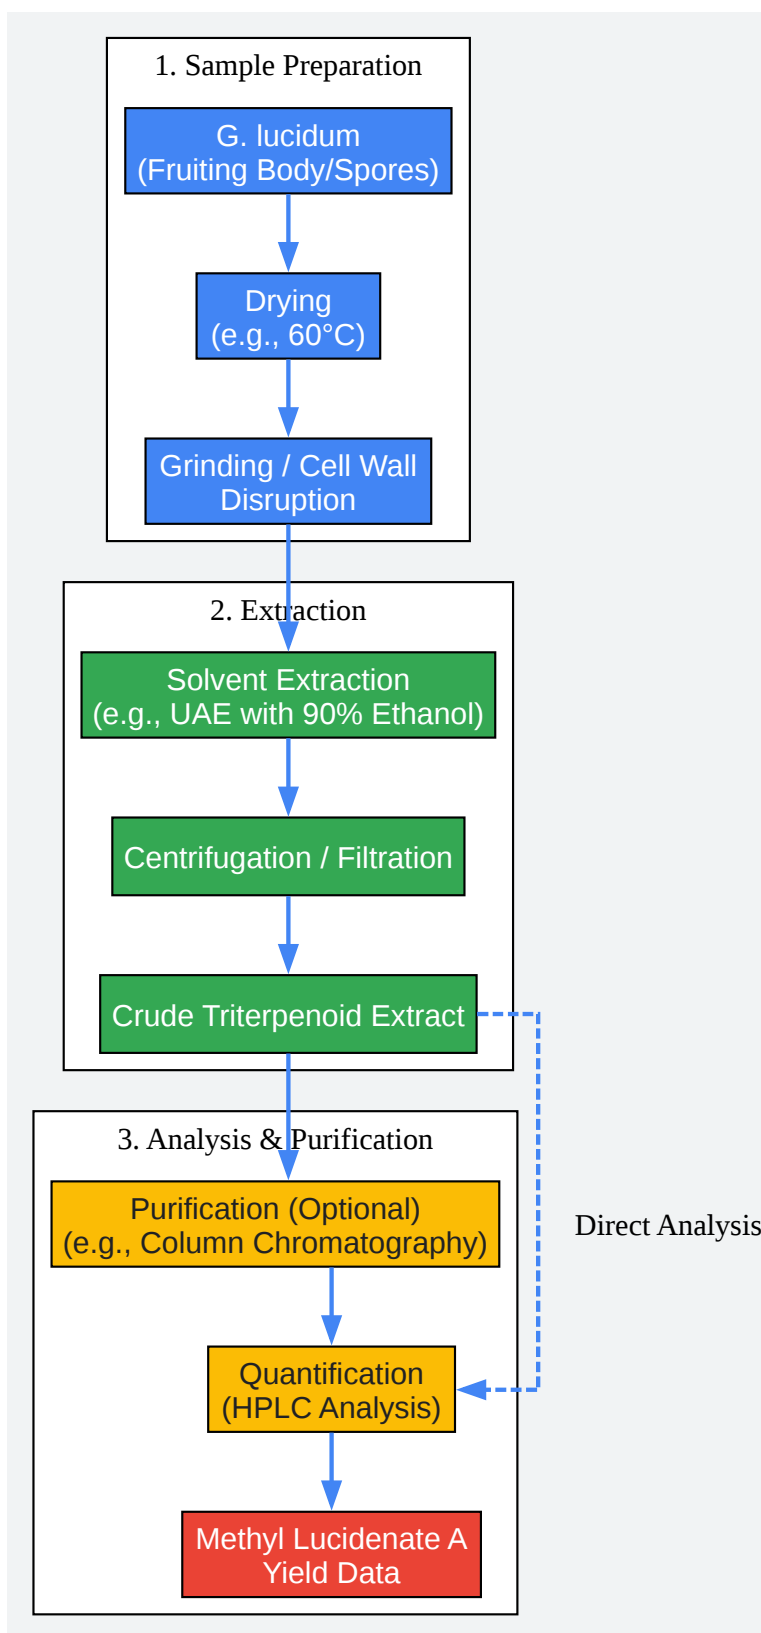 1. Sample Preparation
G. lucidum
(Fruiting Body/Spores)
Drying
(e.g., 60°C)
Grinding / Cell Wall
Disruption
2. Extraction
Solvent Extraction
(e.g., UAE with 90% Ethanol)
Centrifugation / Filtration
Crude Triterpenoid Extract
3. Analysis & Purification
Purification (Optional)
(e.g., Column Chromatography)
Direct Analysis
Quantification
(HPLC Analysis)
Methyl Lucidenate A
Yield Data